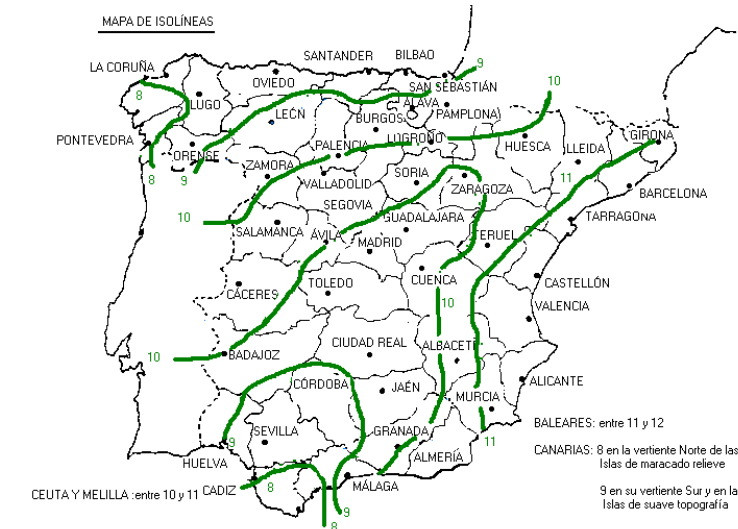 MAPA DE ISOLÍNEAS
SANTANDER BILBAO
9
LA CORUÑA
OVIEDO
SAN SEBASTIÁN
10
8
LUGO
ÁLAVA
LEÓN
BURGOS
PAMPLONA
PONTEVEDRA
ORENSE
PALENCIA
LOGROÑO
HUESCA
LLEIDA
GIRONA
8
9
ZAMORA
VALLADOLID
SORIA
ZARAGOZA
11
BARCELONA
10
SEGOVIA
GUADALAJARA
TARRAGONA
SALAMANCA
ÁVILA
MADRID
TERUEL
CÁCERES
TOLEDO
CUENCA
CASTELLÓN
10
VALENCIA
10
BADAJOZ
CIUDAD REAL
ALBACETE
CÓRDOBA
JAÉN
ALICANTE
MURCIA
BALEARES: entre 11 y 12
9
SEVILLA
GRANADA
11
HUELVA
ALMERÍA
CANARIAS: 8 en la vertiente Norte de las
Islas de maracado relieve
CEUTA Y MELILLA :entre 10 y 11
CADIZ
8
MÁLAGA
9 en su vertiente Sur y en la
Islas de suave topografía
9
8